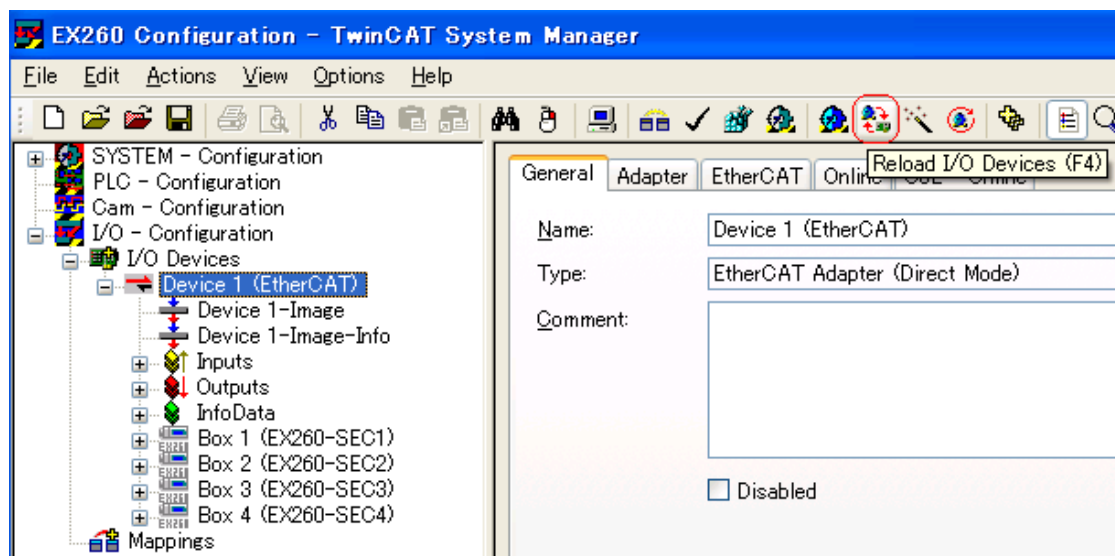 EX260 Configuration - TwinCAT System Manager
File Edit Actions View Options Help
Reload I/O Devices (F4)
SYSTEM - Configuration
PLC - Configuration
Cam - Configuration
I/O - Configuration
I/O Devices
Device 1 (EtherCAT)
Device 1-Image
Device 1-Image-Info
Inputs
Outputs
InfoData
Box 1 (EX260-SEC1)
Box 2 (EX260-SEC2)
Box 3 (EX260-SEC3)
Box 4 (EX260-SEC4)
Mappings
General Adapter EtherCAT Online
Name: Device 1 (EtherCAT)
Type: EtherCAT Adapter (Direct Mode)
Comment:
Disabled